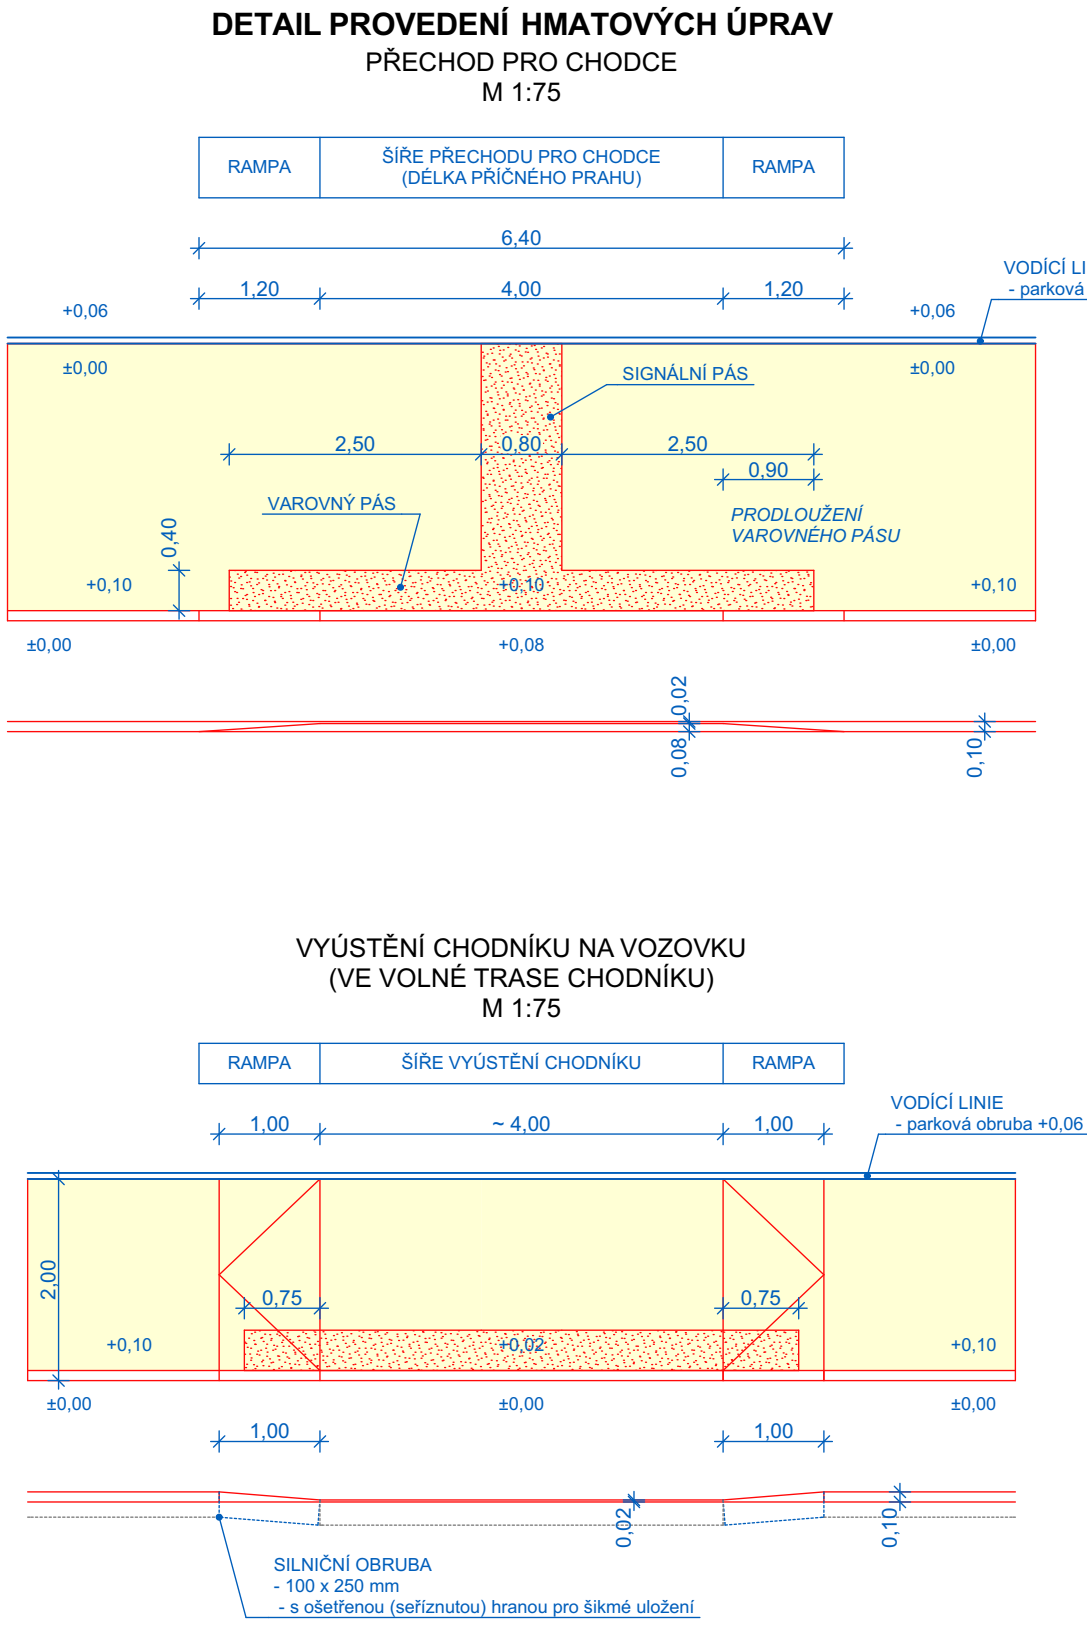 DETAIL PROVEDENÍ HMATOVÝCH ÚPRAV
PŘECHOD PRO CHODCE
M 1:75
RAMPA
ŠÍŘE PŘECHODU PRO CHODCE
(DÉLKA PŘÍČNÉHO PRAHU)
RAMPA
6,40
1,20
4,00
1,20
VODÍCÍ LI
- parková
+0,06
+0,06
±0,00
±0,00
SIGNÁLNÍ PÁS
2,50
0,80
2,50
0,90
VAROVNÝ PÁS
PRODLOUŽENÍ
VAROVNÉHO PÁSU
0,40
+0,10
+0,10
+0,10
±0,00
+0,08
±0,00
0,02
0,08
0,10
VYÚSTĚNÍ CHODNÍKU NA VOZOVKU
(VE VOLNÉ TRASE CHODNÍKU)
M 1:75
RAMPA
ŠÍŘE VYÚSTĚNÍ CHODNÍKU
RAMPA
1,00
~ 4,00
1,00
VODÍCÍ LINIE
- parková obruba +0,06
2,00
0,75
0,75
+0,10
+0,02
+0,10
±0,00
±0,00
±0,00
1,00
1,00
0,02
0,10
SILNIČNÍ OBRUBA
- 100 x 250 mm
- s ošetřenou (seříznutou) hranou pro šikmé uložení